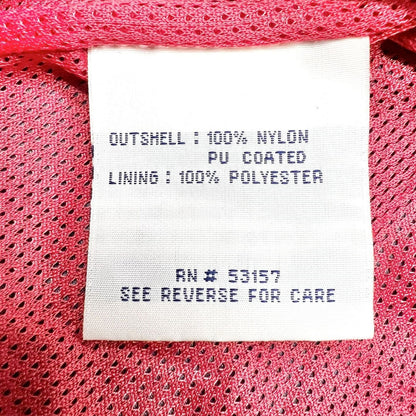 OUTSHELL : 100% NYLON
PU COATED
LINING : 100% POLYESTER
RN # 53157
SEE REVERSE FOR CARE